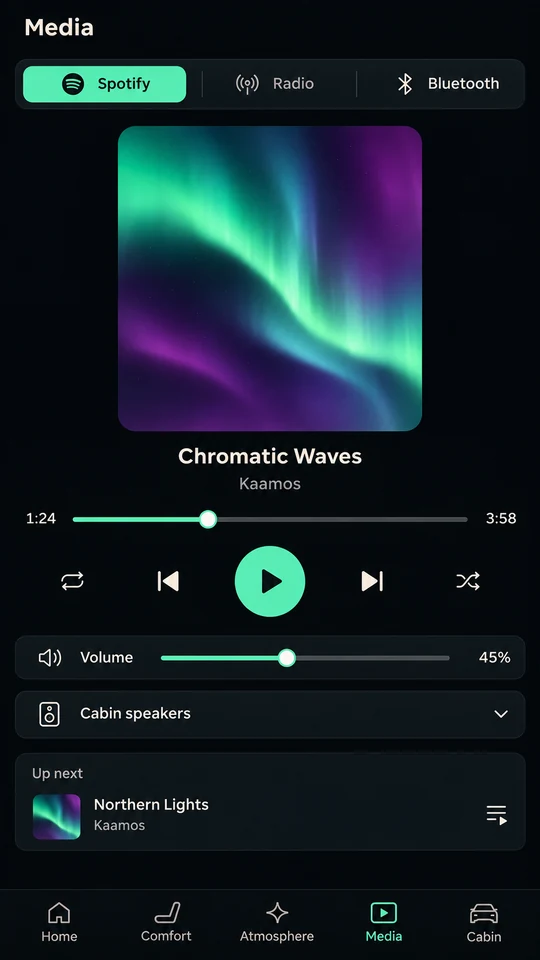 Media
Spotify
Radio
Bluetooth
Chromatic Waves
Kaamos
1:24
3:58
Volume
45%
Cabin speakers
Up next
Northern Lights
Kaamos
Home
Comfort
Atmosphere
Media
Cabin